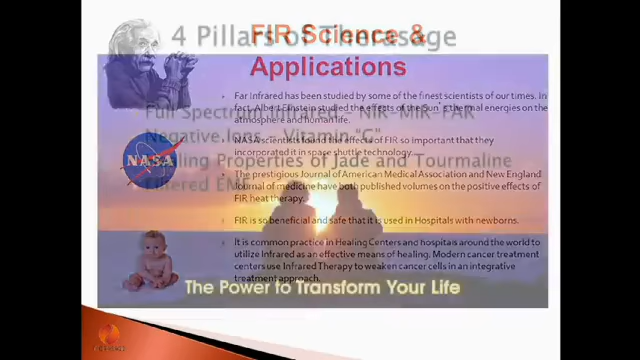 4 Pillars of Therasage
FIR Science &
Applications
Far Infrared has been studied by some of the finest scientists of our times. In
fact, Albert Einstein studied the effects of the Sun's thermal energies on the
atmosphere and human life.
Full Spectrum Infrared - NIR-MIR-FAR
Negative Ions - Vitamin "G"
NASA scientists found the effects of FIR so important that they
incorporated it in space shuttle technology.
NASA
Healing Properties of Jade and Tourmaline
The prestigious Journal of American Medical Association and New England
Journal of medicine have both published volumes on the positive effects of
FIR heat therapy.
Filtered EMF
FIR is so beneficial and safe that it is used in Hospitals with newborns.
It is common practice in Healing Centers and hospitals around the world to
utilize Infrared as an effective means of healing. Modern cancer treatment
centers use Infrared Therapy to weaken cancer cells in an integrative
treatment approach.
The Power to Transform Your Life